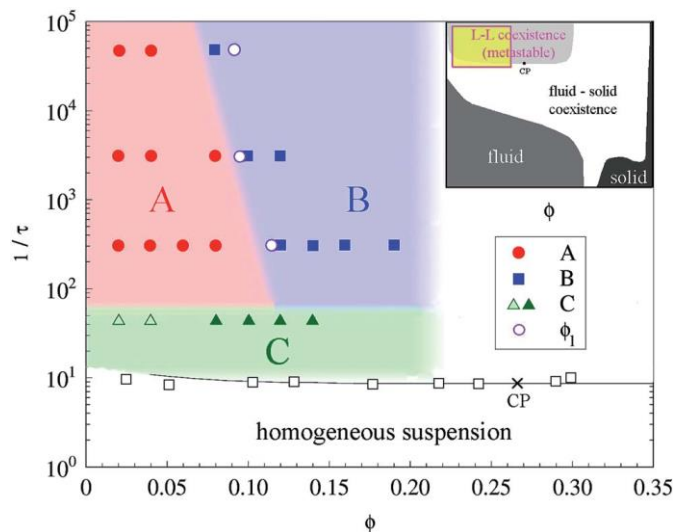 10^5
10^4
10^3
10^2
10^1
10^0
1/τ
A
B
C
L-L coexistence
(metastable)
CP
fluid - solid
coexistence
fluid
solid
ϕ
A
B
C
ϕ_1
CP
homogeneous suspension
0 0.05 0.10 0.15 0.20 0.25 0.30 0.35
ϕ